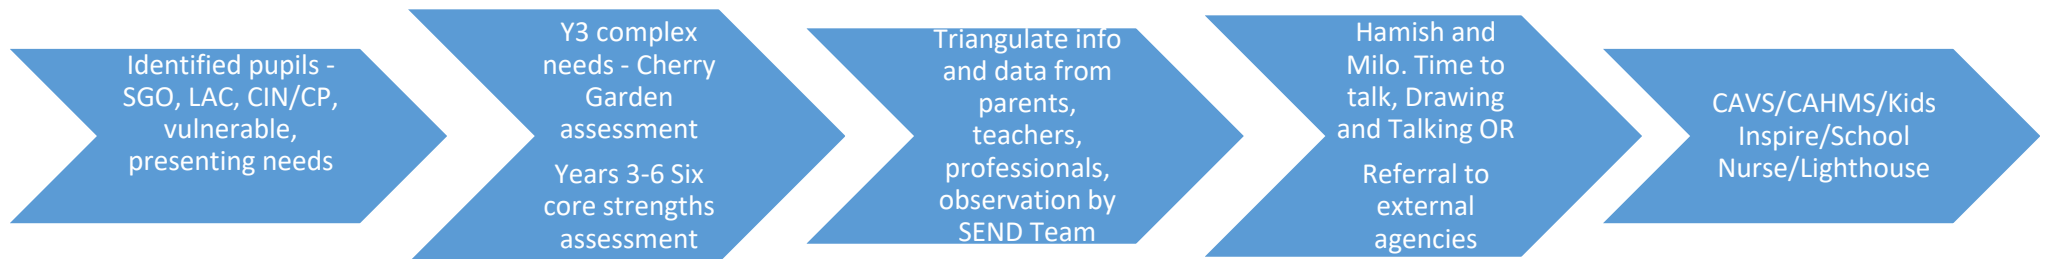 Identified pupils -
SGO, LAC, CIN/CP,
vulnerable,
presenting needs
Y3 complex
needs - Cherry
Garden
assessment
Years 3-6 Six
core strengths
assessment
Triangulate info
and data from
parents,
teachers,
professionals,
observation by
SEND Team
Hamish and
Milo. Time to
talk, Drawing
and Talking OR
Referral to
external
agencies
CAVS/CAHMS/Kids
Inspire/School
Nurse/Lighthouse